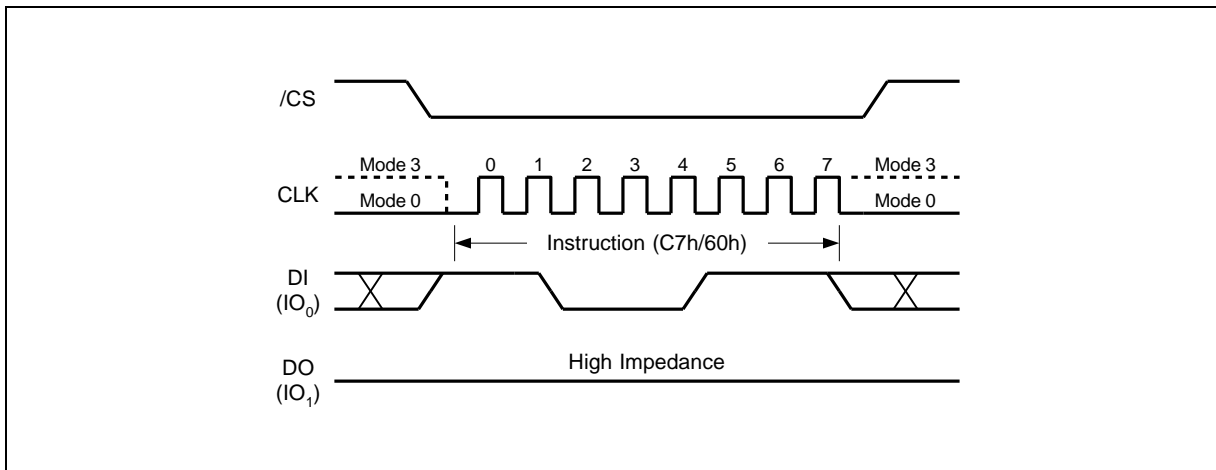 /CS
Mode 3 0 1 2 3 4 5 6 7 Mode 3
CLK
Mode 0 Mode 0
Instruction (C7h/60h)
DI
(IO0)
High Impedance
DO
(IO1)